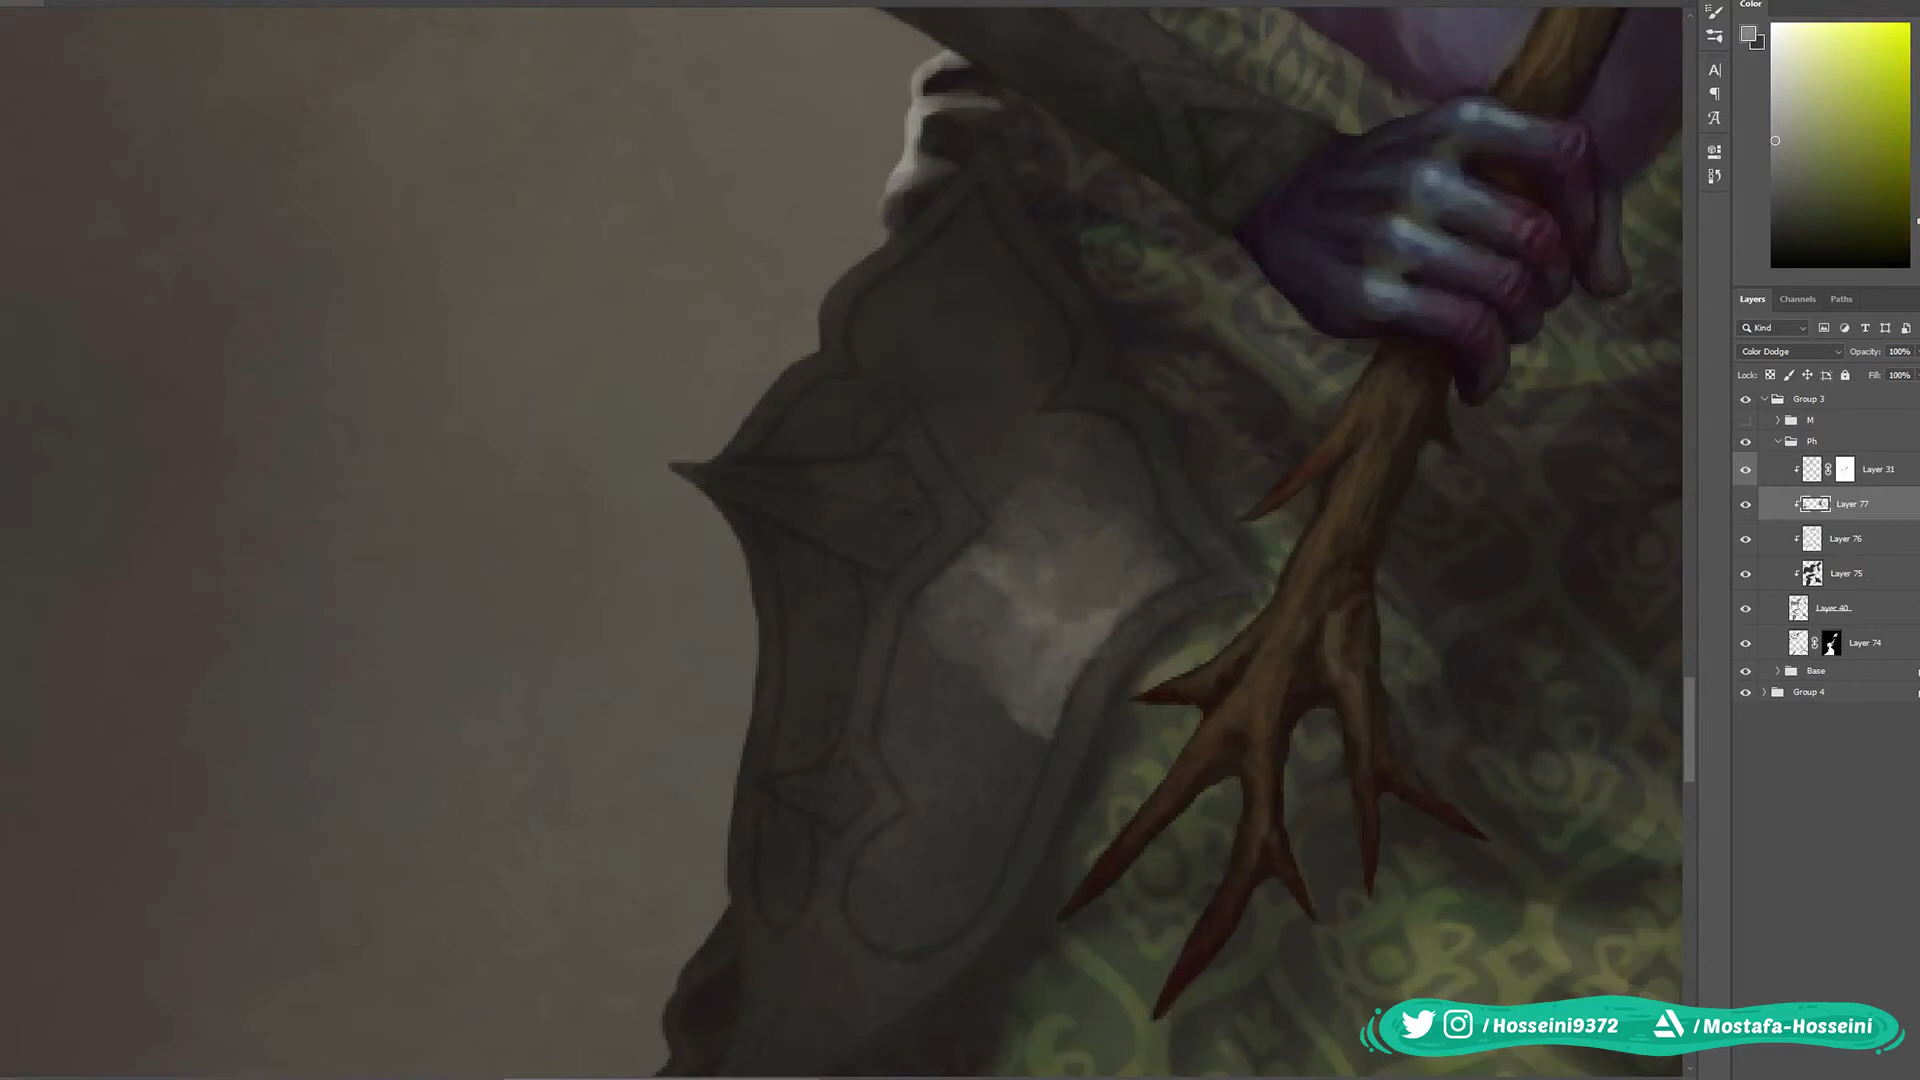 Color
A|
¶
A
Layers Channels Paths
Kind
T
Color Dodge Opacity: 100%
Lock: Fill: 100%
Group 3
M
Ph
Layer 31
Layer 77
Layer 76
Layer 75
Layer 40
Layer 74
Base
Group 4
/Hosseini9372 /Mostafa-Hosseini